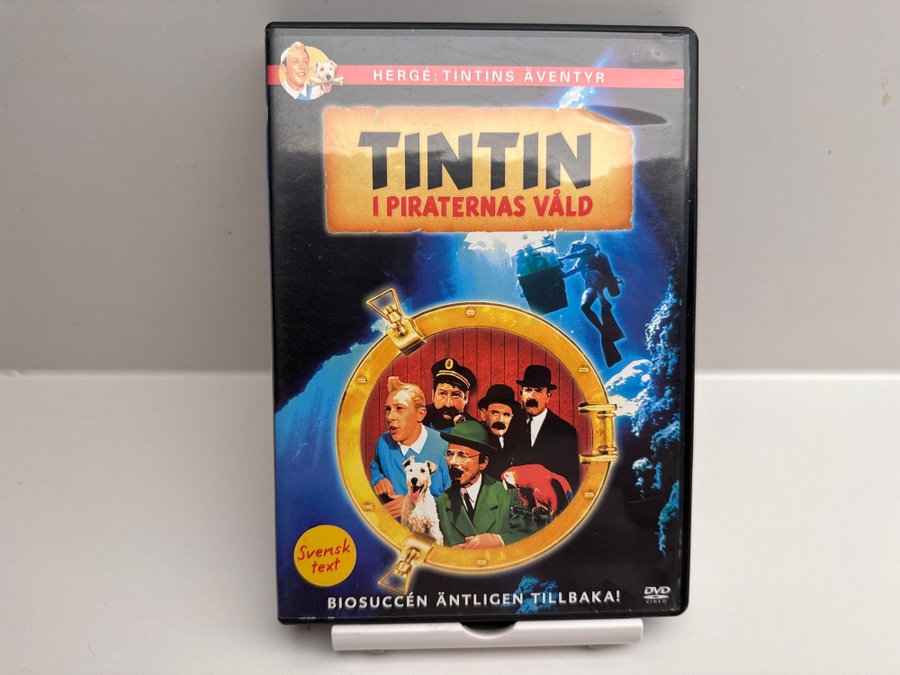 HERGÉ: TINTINS ÄVENTYR
TINTIN
I PIRATERNAS VÅLD
Svensk
text
BIOSUCCÉN ÄNTLIGEN TILLBAKA!
DVD
VIDEO